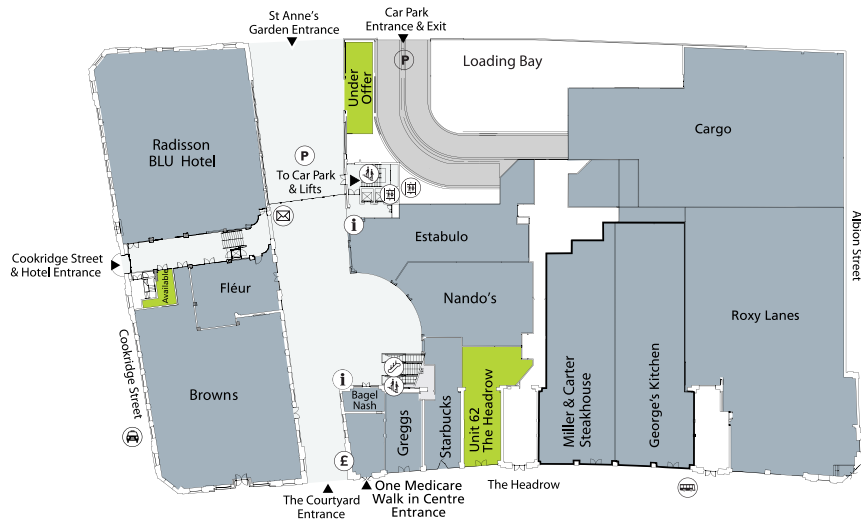 St Anne's
Garden Entrance
Car Park
Entrance & Exit
P
Loading Bay
Under
Offer
Cargo
Radisson
BLU Hotel
P
To Car Park
& Lifts
i
Estabulo
Cookridge Street
& Hotel Entrance
Available
Fléur
Nando's
Albion Street
Roxy Lanes
Cookridge Street
Browns
i
Bagel
Nash
Greggs
Starbucks
Unit 62
The Headrow
Miller & Carter
Steakhouse
George's Kitchen
£
The Courtyard
Entrance
One Medicare
Walk in Centre
Entrance
The Headrow